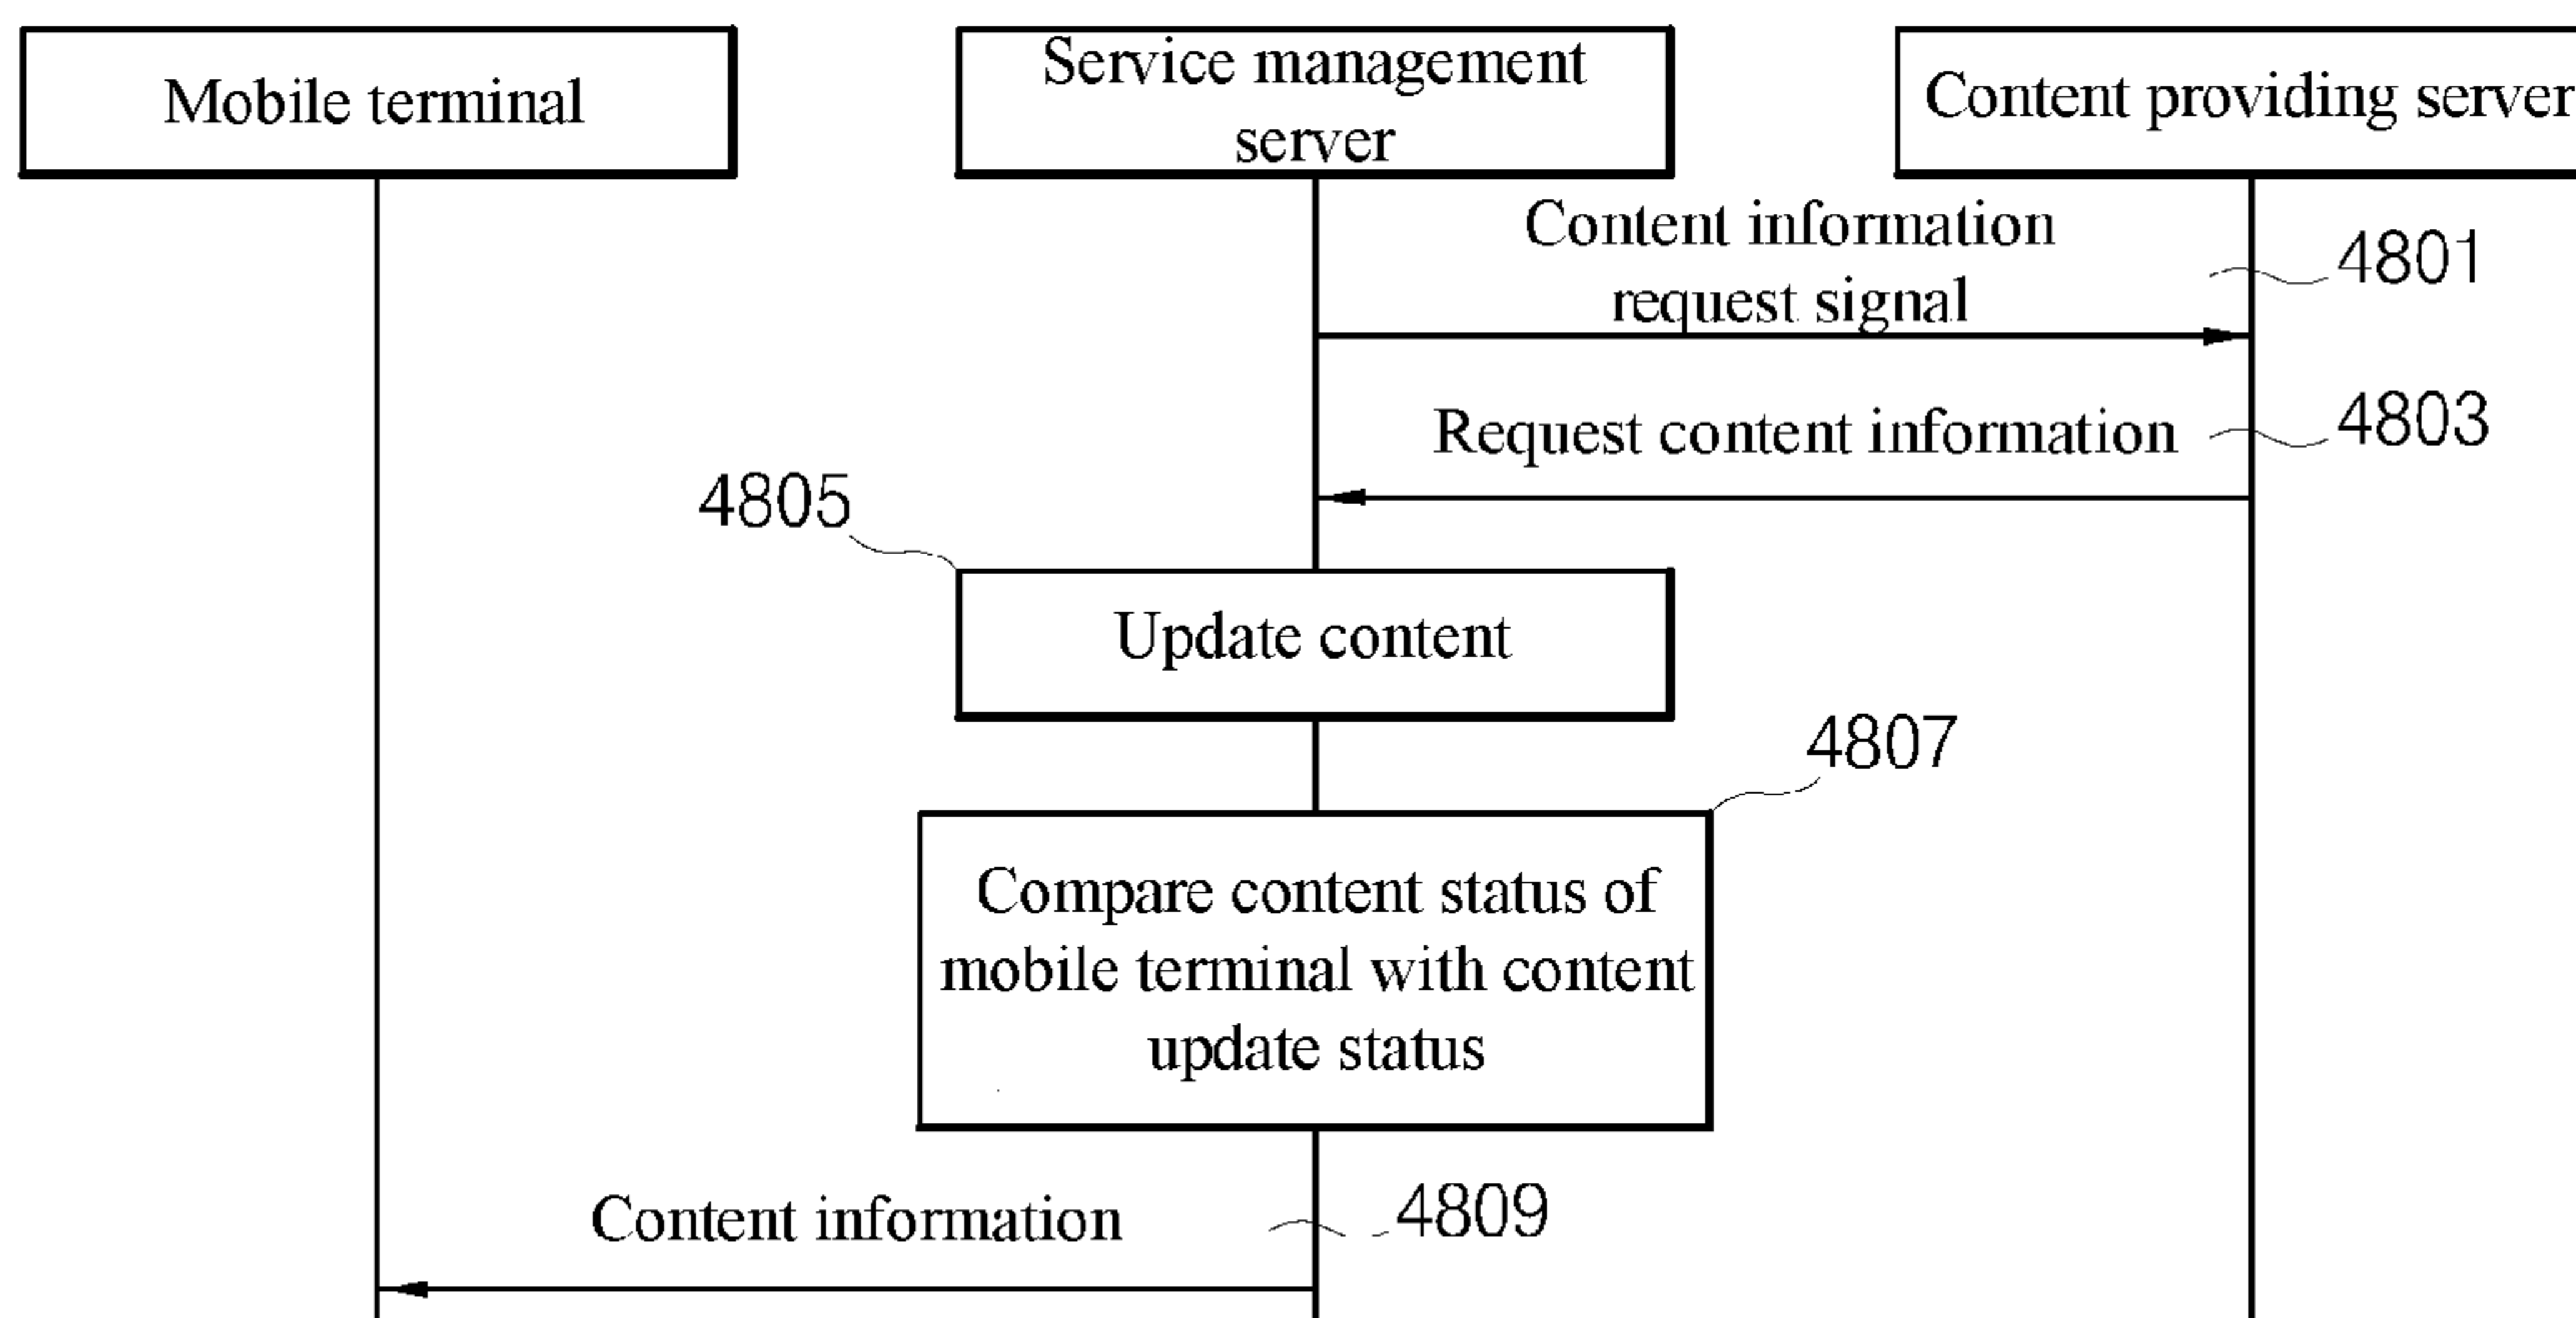 Mobile terminal
Service management
server
Content providing server
Content information
request signal
4801
Request content information
4803
4805
Update content
4807
Compare content status of
mobile terminal with content
update status
Content information
4809